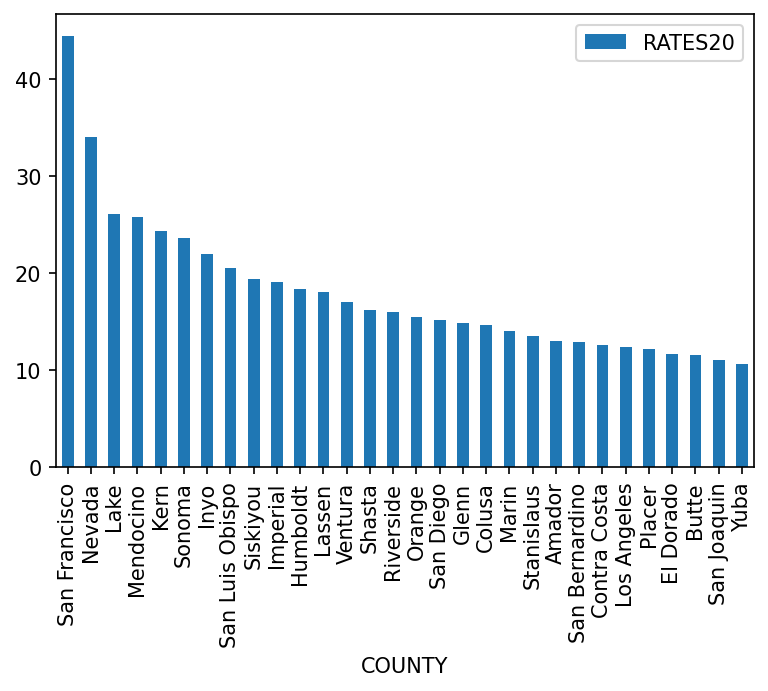 RATES20
40
30
20
10
0
San Francisco
Nevada
Lake
Mendocino
Kern
Sonoma
Inyo
San Luis Obispo
Siskiyou
Imperial
Humboldt
Lassen
Ventura
Shasta
Riverside
Orange
San Diego
Glenn
Colusa
Marin
Stanislaus
Amador
San Bernardino
Contra Costa
Los Angeles
Placer
El Dorado
Butte
San Joaquin
Yuba
COUNTY